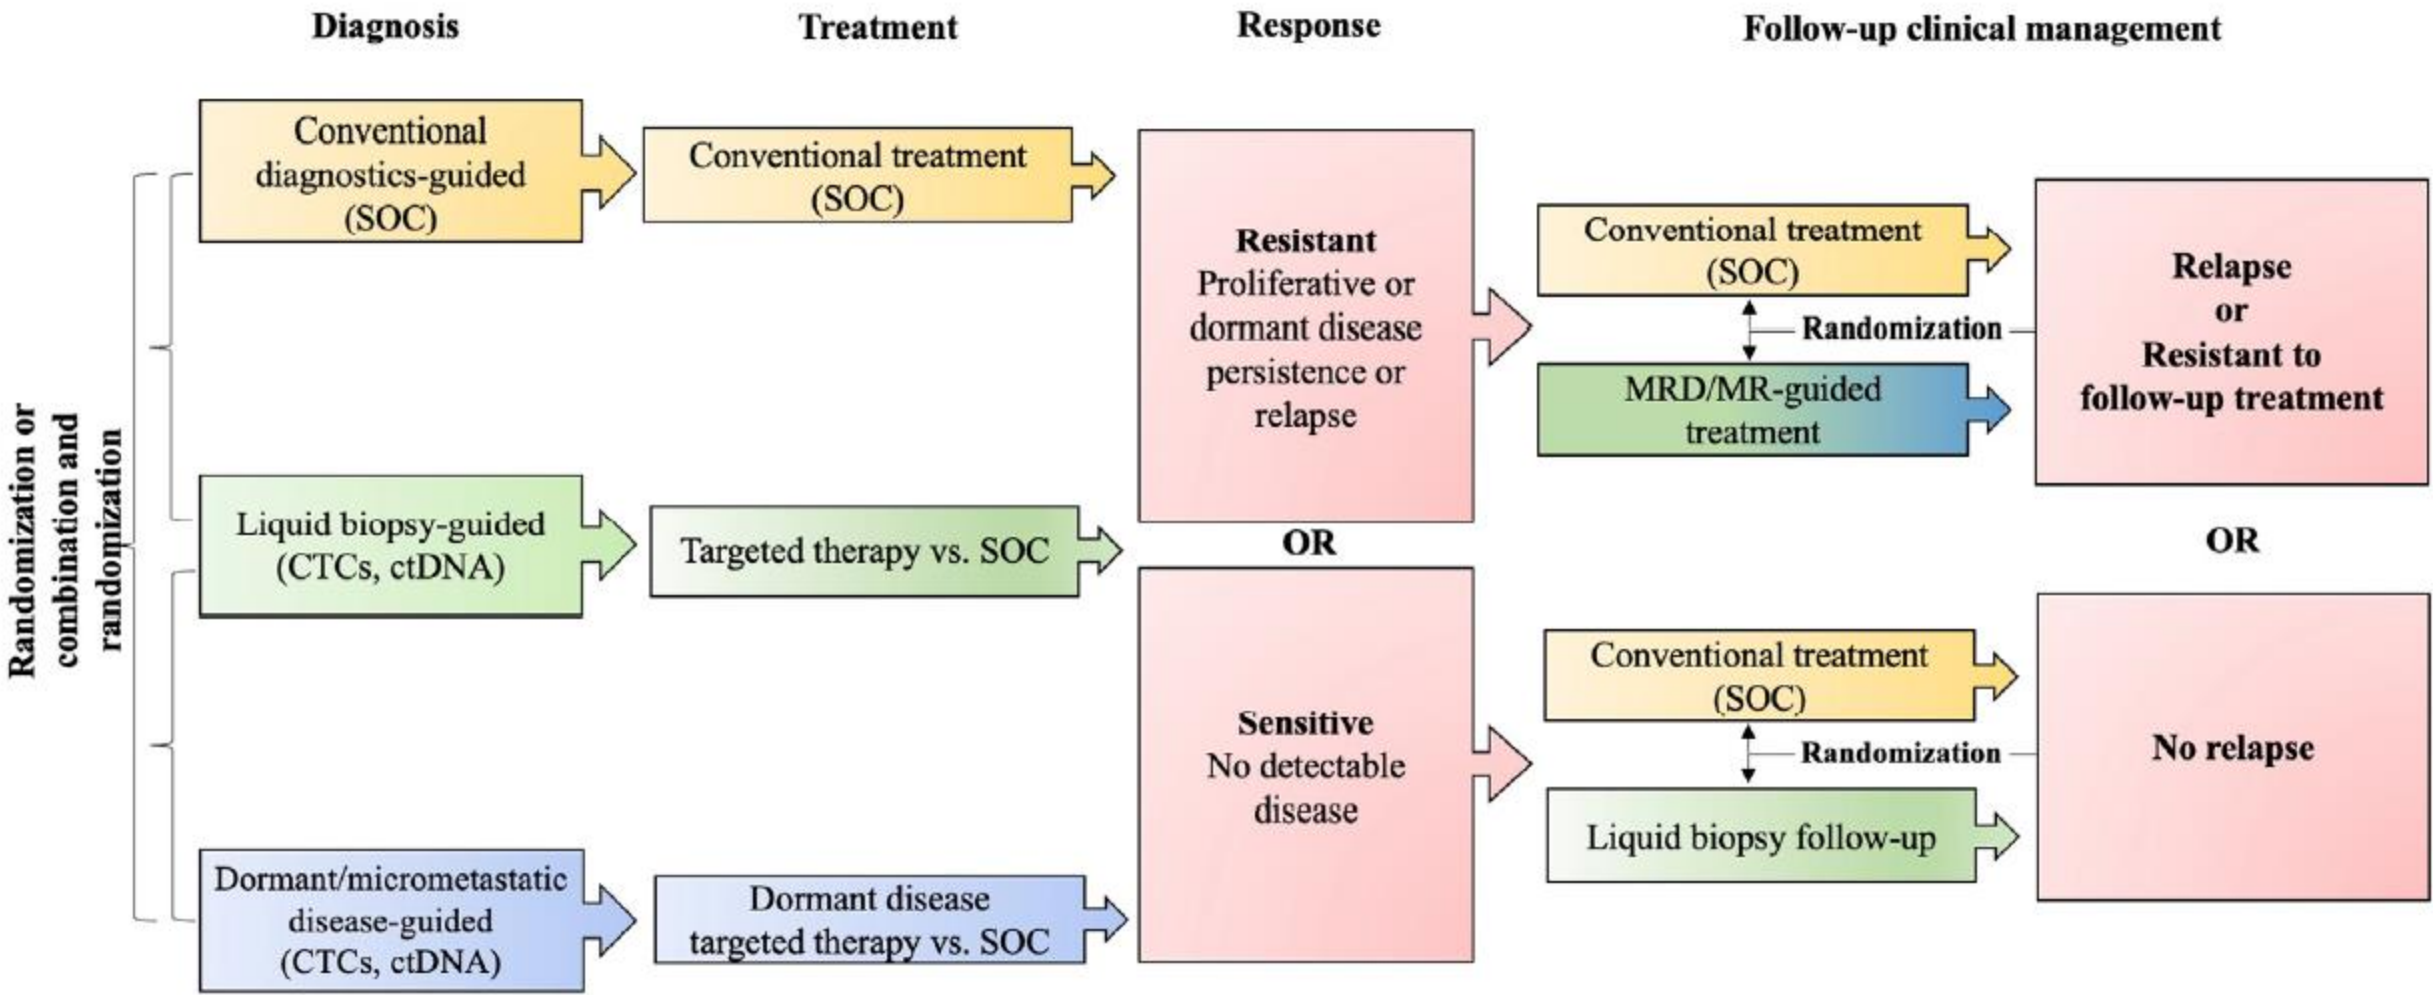 Diagnosis
Treatment
Response
Follow-up clinical management
Randomization or
combination and
randomization
Conventional
diagnostics-guided
(SOC)
Conventional treatment
(SOC)
Liquid biopsy-guided
(CTCs, ctDNA)
Targeted therapy vs. SOC
Dormant/micrometastatic
disease-guided
(CTCs, ctDNA)
Dormant disease
targeted therapy vs. SOC
Resistant
Proliferative or
dormant disease
persistence or
relapse
OR
Sensitive
No detectable
disease
Conventional treatment
(SOC)
Randomization
MRD/MR-guided
treatment
Conventional treatment
(SOC)
Randomization
Liquid biopsy follow-up
Relapse
or
Resistant to
follow-up treatment
OR
No relapse